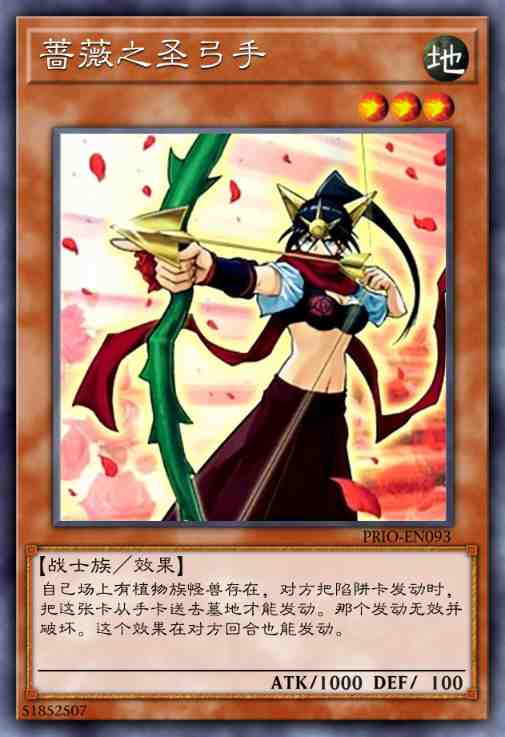 蔷薇之圣弓手
地
PRIO-EN093
【战士族／效果】
自己场上有植物族怪兽存在，对方把陷阱卡发动时，
把这张卡从手卡送去墓地才能发动。那个发动无效并
破坏。这个效果在对方回合也能发动。
ATK/1000 DEF/ 100
51852507